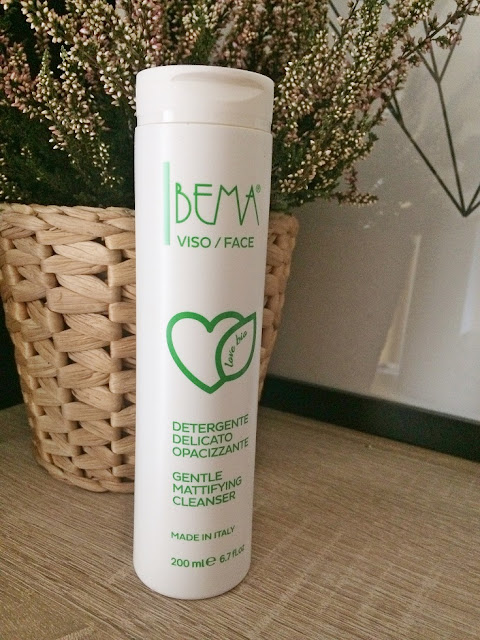 BEMA®
VISO / FACE
love bio
DETERGENTE
DELICATO
OPACIZZANTE
GENTLE
MATTIFYING
CLEANSER
MADE IN ITALY
200 ml ℮ 6.7 fl oz